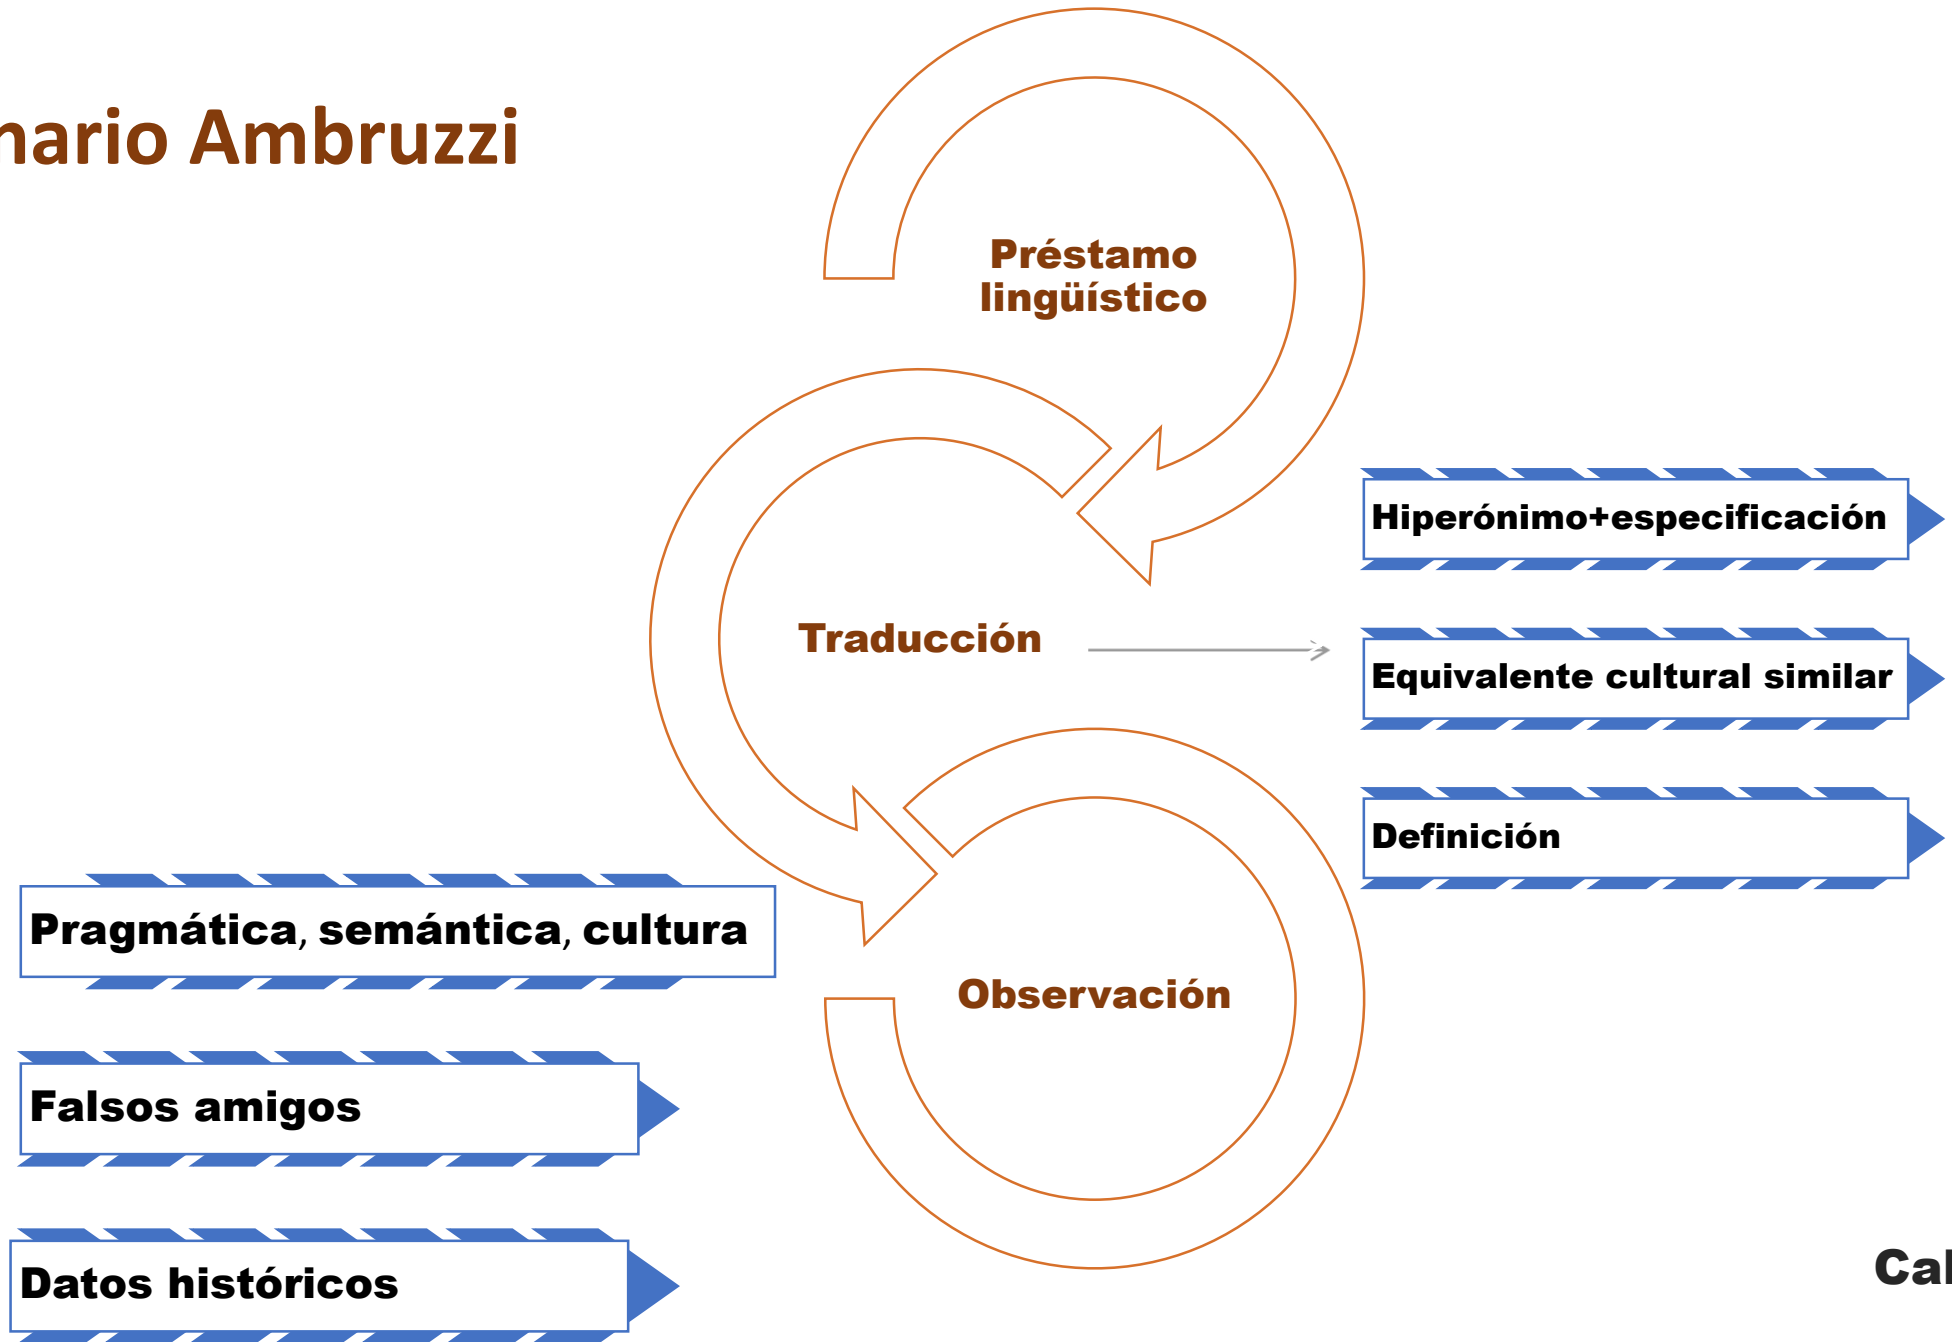 nario Ambruzzi
Préstamo
lingüístico
Hiperónimo+especificación
Traducción
Equivalente cultural similar
Definición
Pragmática, semántica, cultura
Observación
Falsos amigos
Datos históricos
Cal